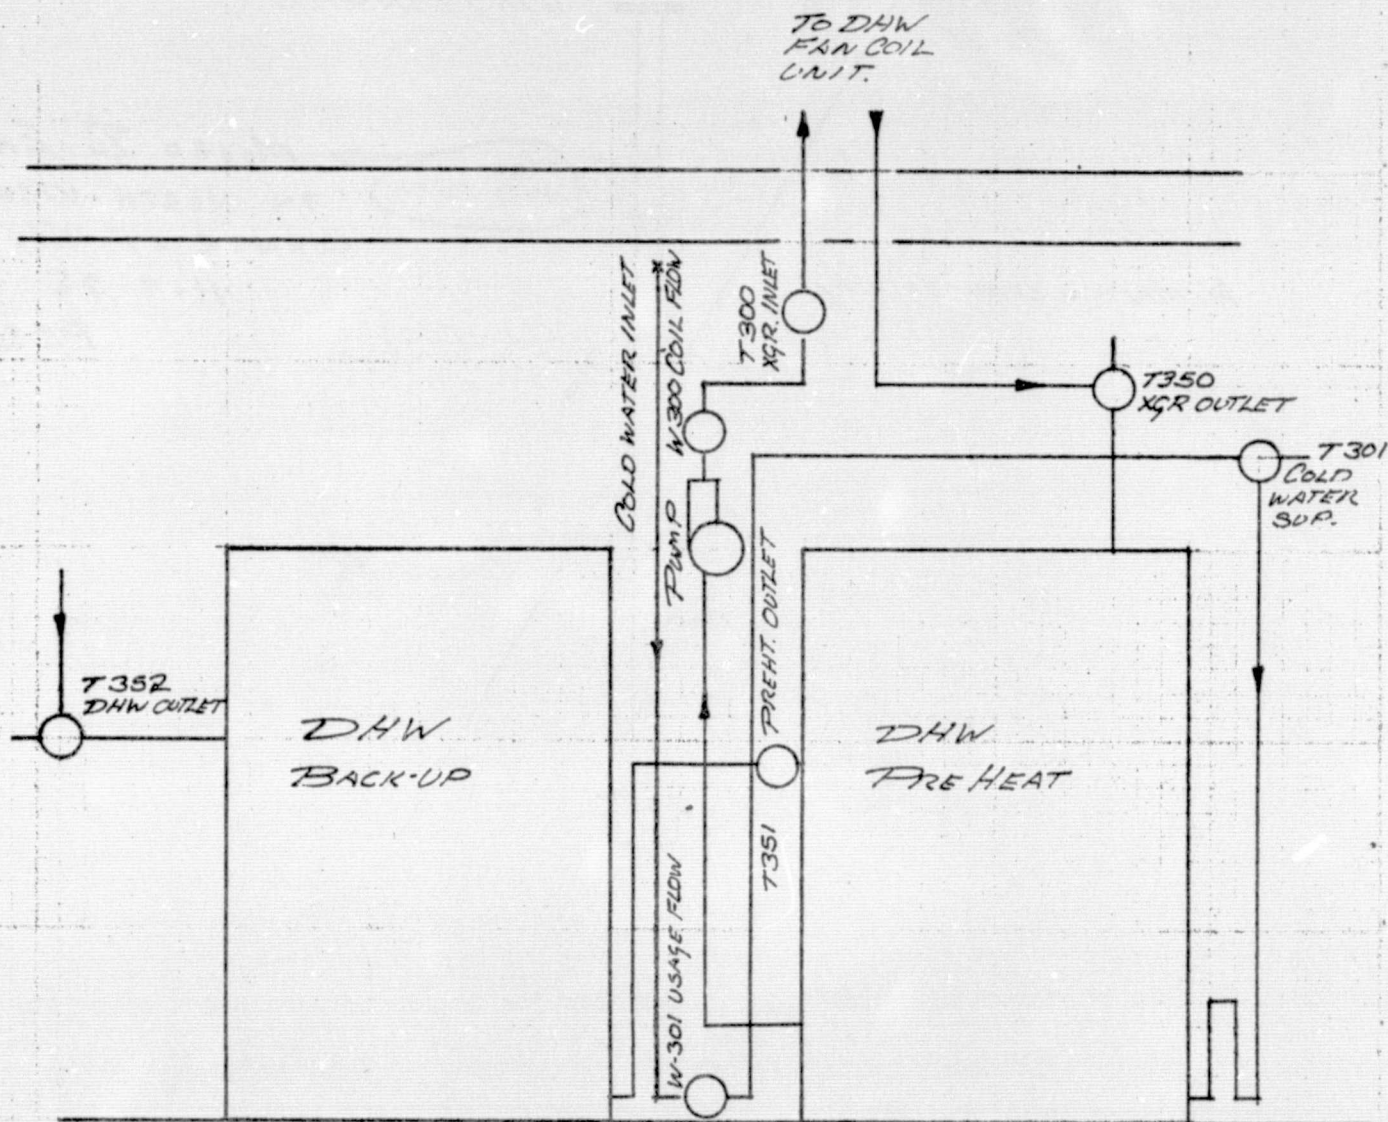 TO DHW
FAN COIL
UNIT.
COLD WATER INLET
W300 COIL FLOW
T300
XGR. INLET
T350
XGR OUTLET
T301
COLD
WATER
SUP.
PUMP
PREHT. OUTLET
T351
T352
DHW OUTLET
DHW
BACK-UP
DHW
PRE HEAT
W-301 USAGE FLOW